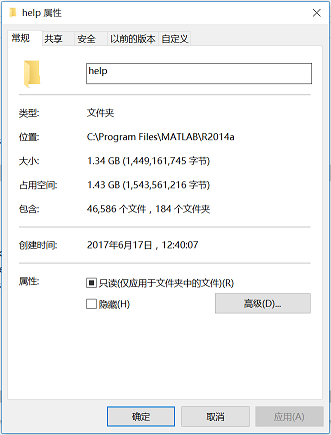 help 属性
常规 共享 安全 以前的版本 自定义
help
类型: 文件夹
位置: C:\Program Files\MATLAB\R2014a
大小: 1.34 GB (1,449,161,745 字节)
占用空间: 1.43 GB (1,543,561,216 字节)
包含: 46,586 个文件，184 个文件夹
创建时间: 2017年6月17日，12:40:07
属性: 只读(仅应用于文件夹中的文件)(R)
隐藏(H) 高级(D)...
确定 取消 应用(A)